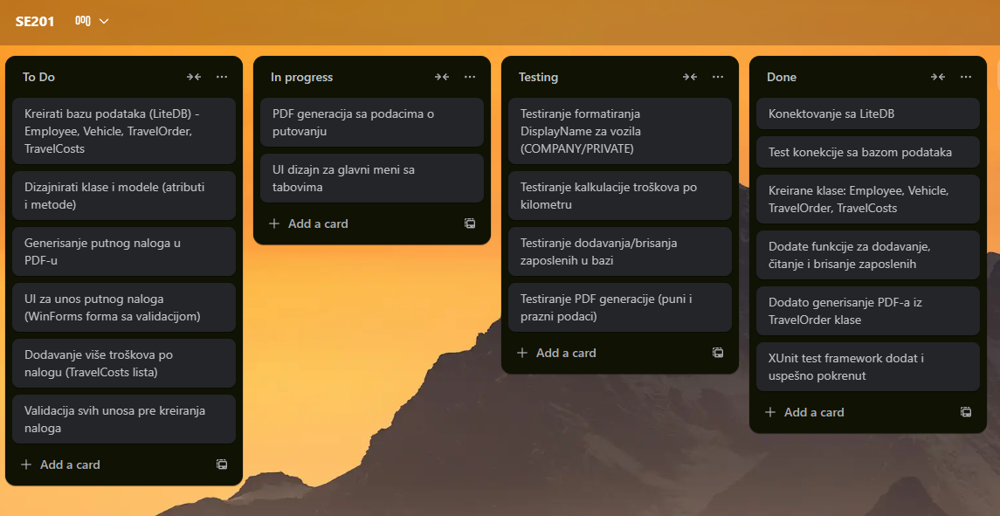 SE201
To Do
Kreirati bazu podataka (LiteDB) -
Employee, Vehicle, TravelOrder,
TravelCosts
Dizajnirati klase i modele (atributi
i metode)
Generisanje putnog naloga u
PDF-u
UI za unos putnog naloga
(WinForms forma sa validacijom)
Dodavanje više troškova po
nalogu (TravelCosts lista)
Validacija svih unosa pre kreiranja
naloga
Add a card
In progress
PDF generacija sa podacima o
putovanju
UI dizajn za glavni meni sa
tabovima
Add a card
Testing
Testiranje formatiranja
DisplayName za vozila
(COMPANY/PRIVATE)
Testiranje kalkulacije troškova po
kilometru
Testiranje dodavanja/brisanja
zaposlenih u bazi
Testiranje PDF generacije (puni i
prazni podaci)
Add a card
Done
Konektovanje sa LiteDB
Test konekcije sa bazom podataka
Kreirane klase: Employee, Vehicle,
TravelOrder, TravelCosts
Dodate funkcije za dodavanje,
čitanje i brisanje zaposlenih
Dodato generisanje PDF-a iz
TravelOrder klase
XUnit test framework dodat i
uspešno pokrenut
Add a card